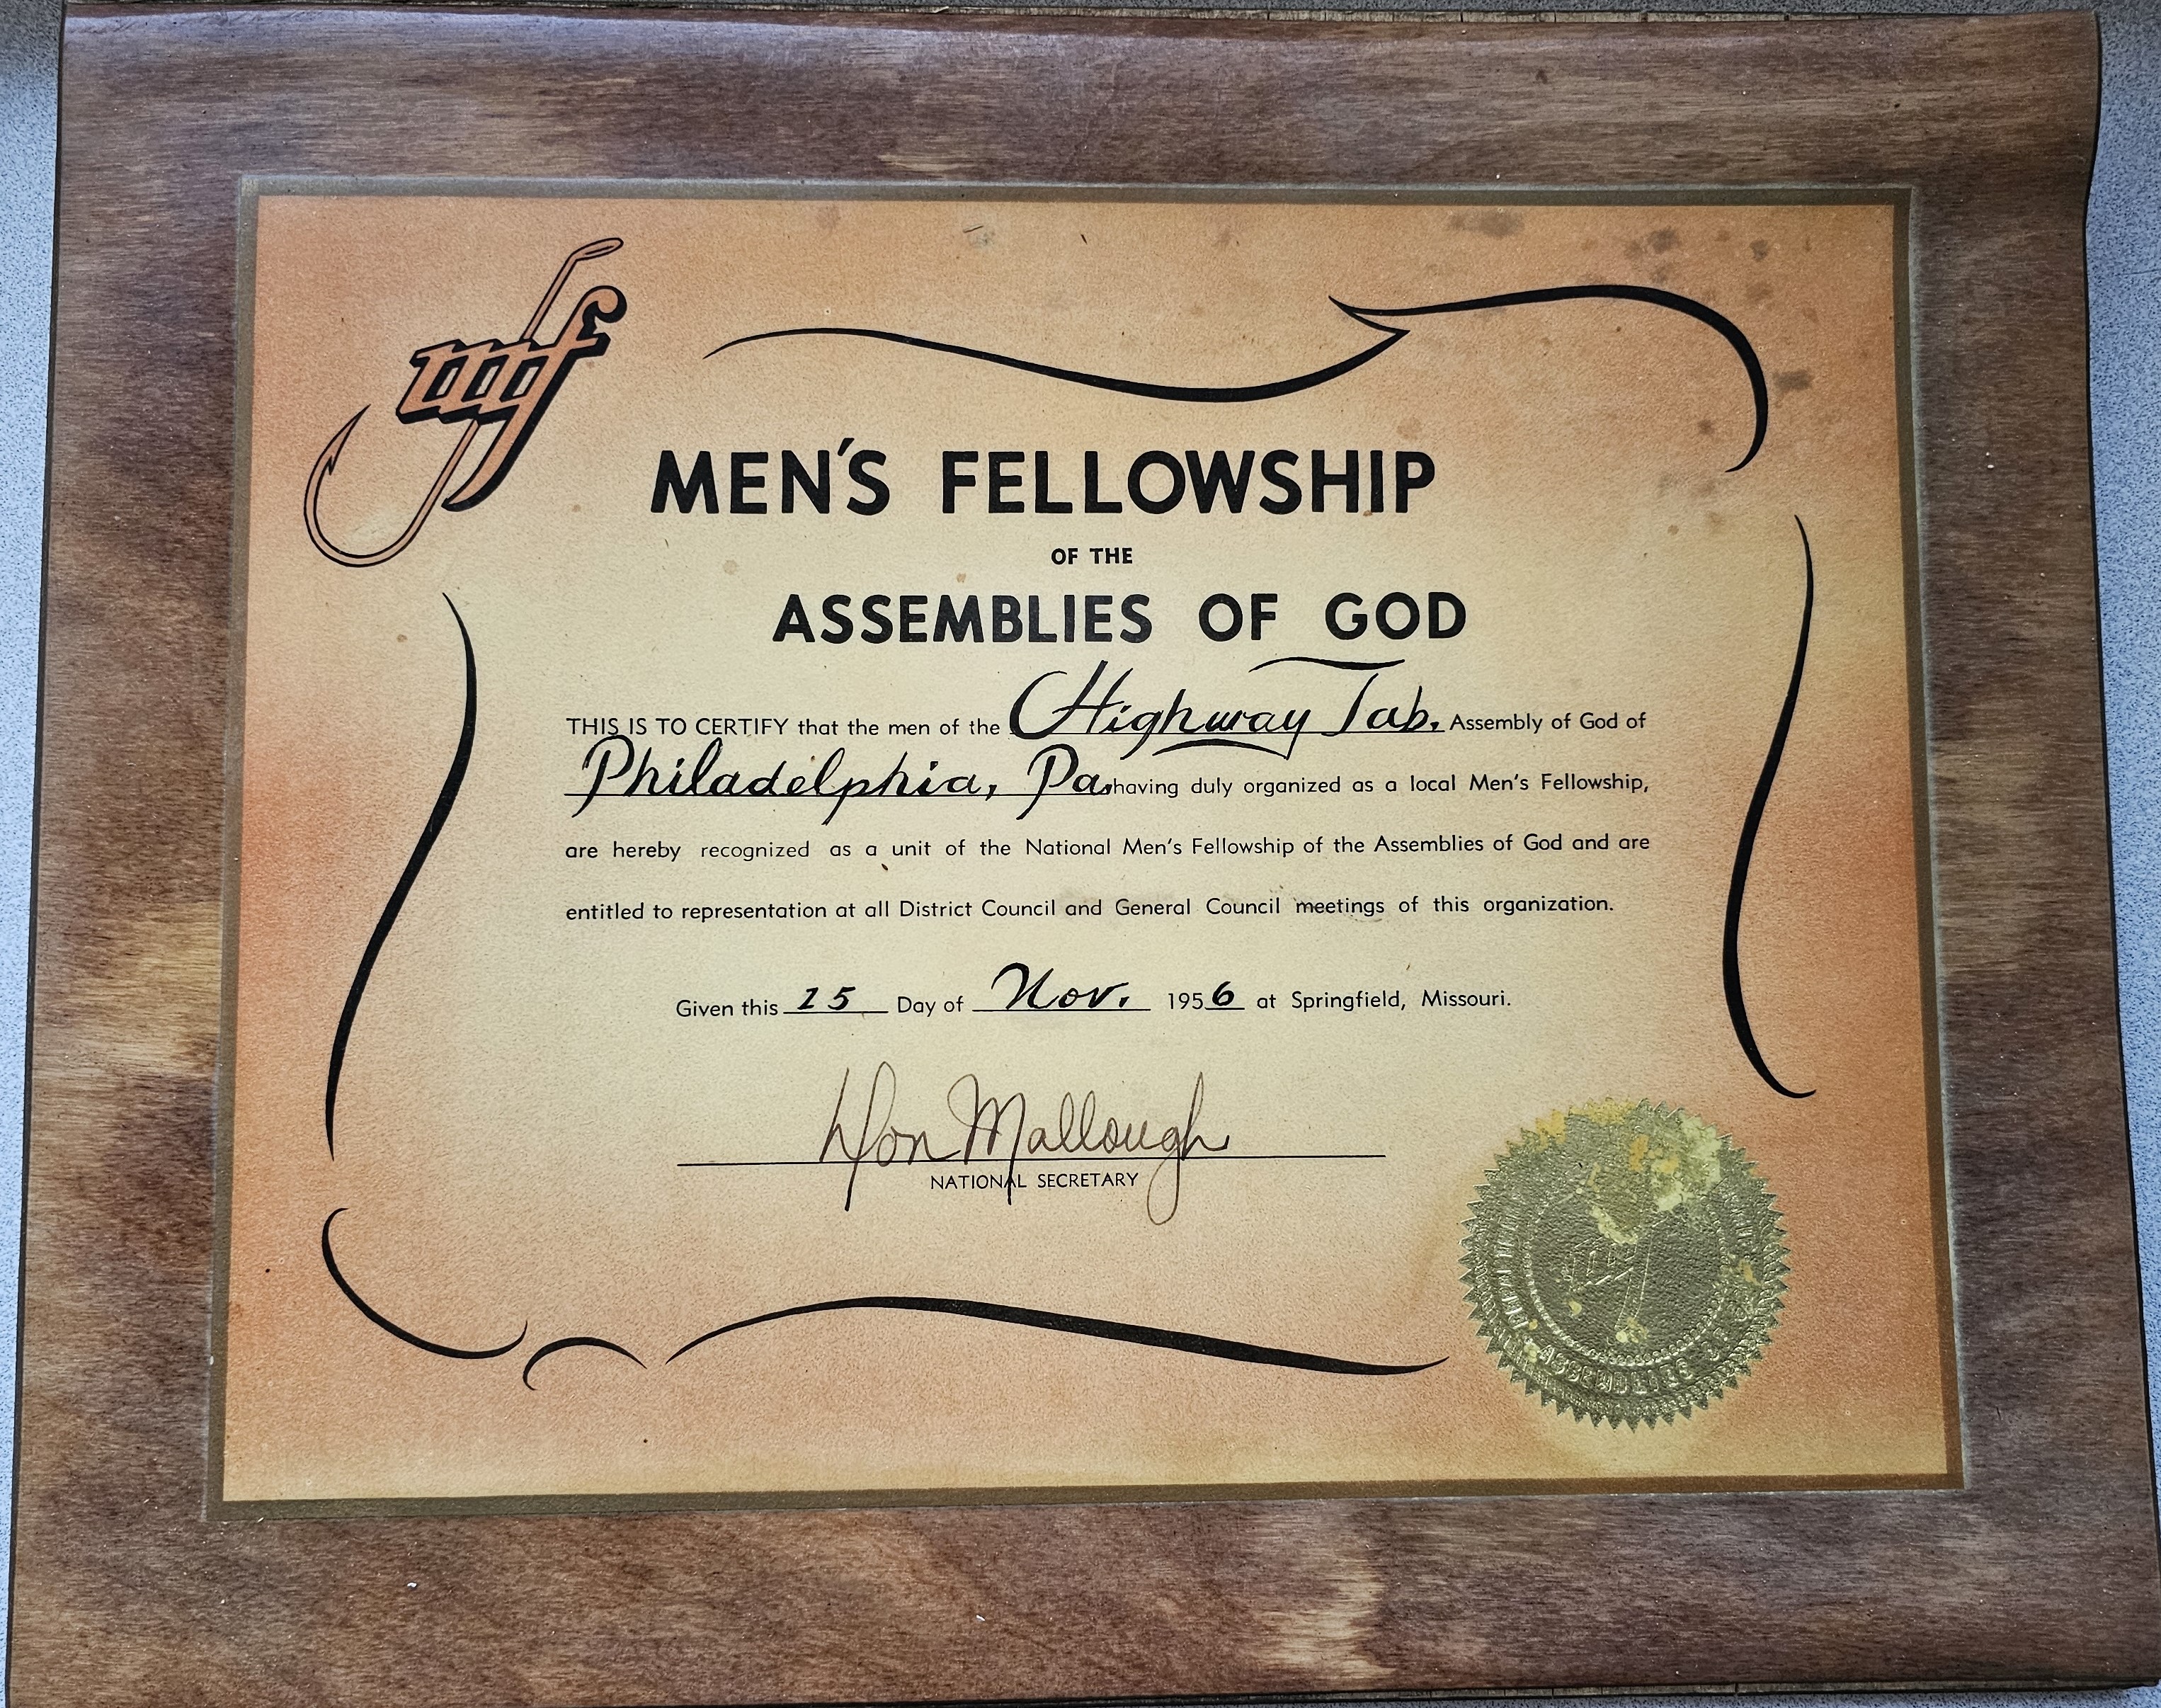 mf
MEN'S FELLOWSHIP
OF THE
ASSEMBLIES OF GOD
THIS IS TO CERTIFY that the men of the Highway Tab. Assembly of God of
Philadelphia, Pa. having duly organized as a local Men's Fellowship,
are hereby recognized as a unit of the National Men's Fellowship of the Assemblies of God and are
entitled to representation at all District Council and General Council meetings of this organization.
Given this 15 Day of Nov. 1956 at Springfield, Missouri.
Don Mallough
NATIONAL SECRETARY
ASSEMBLIES OF GOD